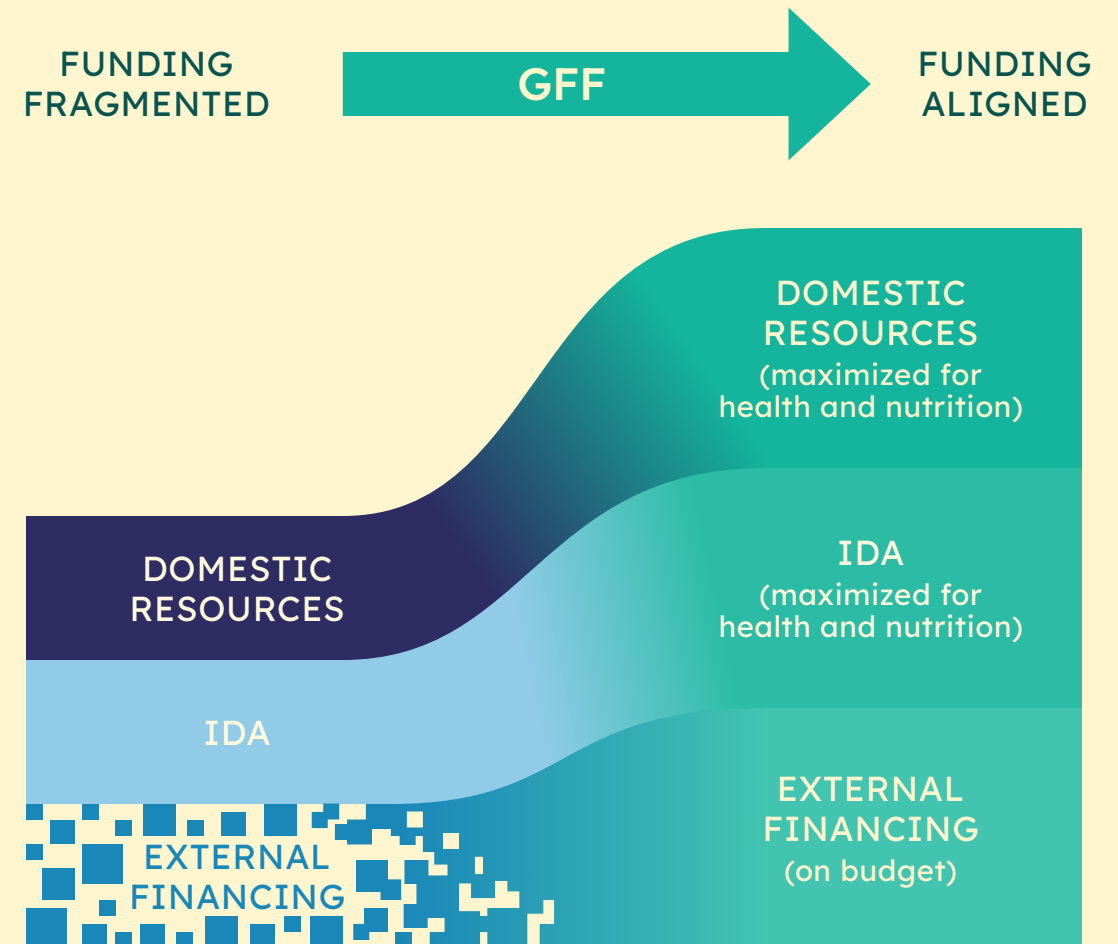 FUNDING
FRAGMENTED
GFF
FUNDING
ALIGNED
DOMESTIC
RESOURCES
(maximized for
health and nutrition)
DOMESTIC
RESOURCES
IDA
(maximized for
health and nutrition)
IDA
EXTERNAL
FINANCING
(on budget)
EXTERNAL
FINANCING